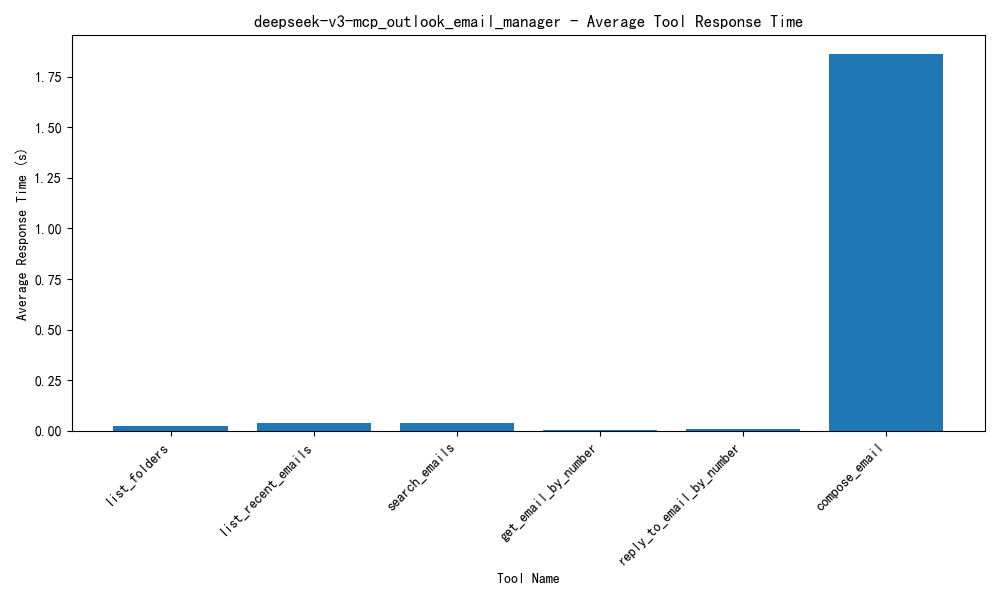 deepseek-v3-mcp_outlook_email_manager - Average Tool Response Time
Average Response Time (s)
1.75
1.50
1.25
1.00
0.75
0.50
0.25
0.00
list_folders
list_recent_emails
search_emails
get_email_by_number
reply_to_email_by_number
compose_email
Tool Name